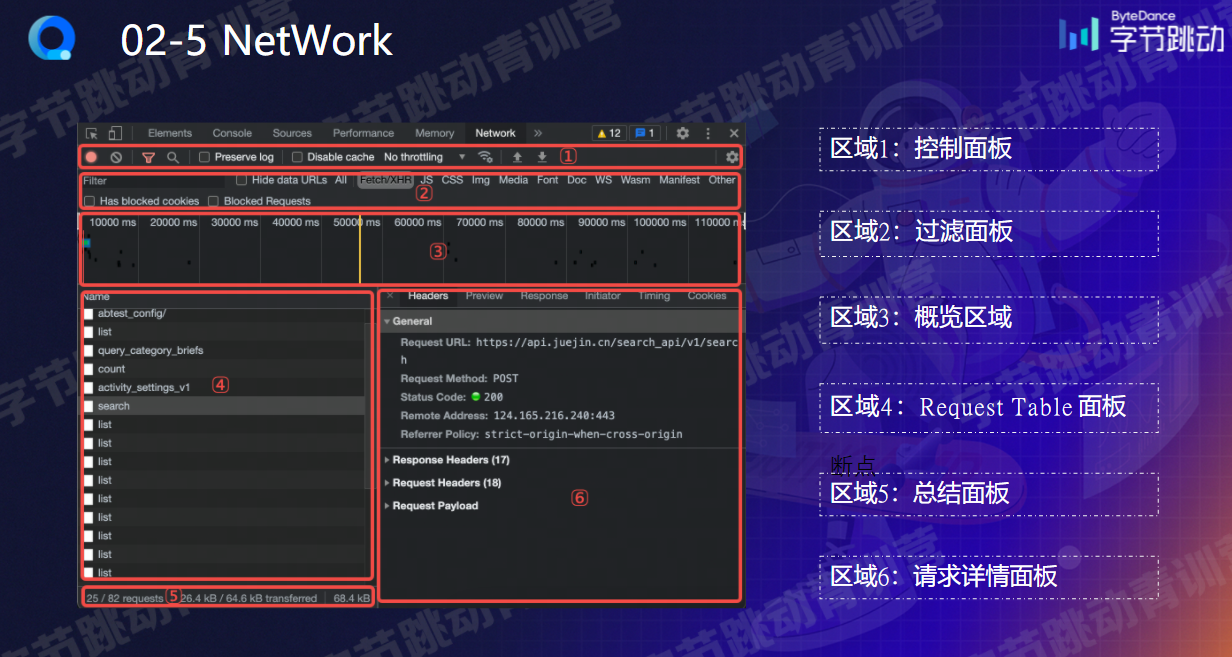 02-5 NetWork
ByteDance
字节跳动
Elements Console Sources Performance Memory Network » 12 1
Preserve log Disable cache No throttling 1
Filter Hide data URLs All Fetch/XHR JS CSS Img Media Font Doc WS Wasm Manifest Other
2
Has blocked cookies Blocked Requests
10000 ms 20000 ms 30000 ms 40000 ms 50000 ms 60000 ms 70000 ms 80000 ms 90000 ms 100000 ms 110000 m
3
Name
abtest_config/
list
query_category_briefs
count
activity_settings_v1
4
search
list
list
list
list
list
list
list
list
list
25 / 82 requests 5 26.4 kB / 64.6 kB transferred 68.4 kB
Headers Preview Response Initiator Timing Cookies
General
Request URL: https://api.juejin.cn/search_api/v1/searc
h
Request Method: POST
Status Code: 200
Remote Address: 124.165.216.240:443
Referrer Policy: strict-origin-when-cross-origin
Response Headers (17)
Request Headers (18)
6
Request Payload
区域1：控制面板
区域2：过滤面板
区域3：概览区域
区域4：Request Table 面板
断点
区域5：总结面板
区域6：请求详情面板
字节跳动青训营